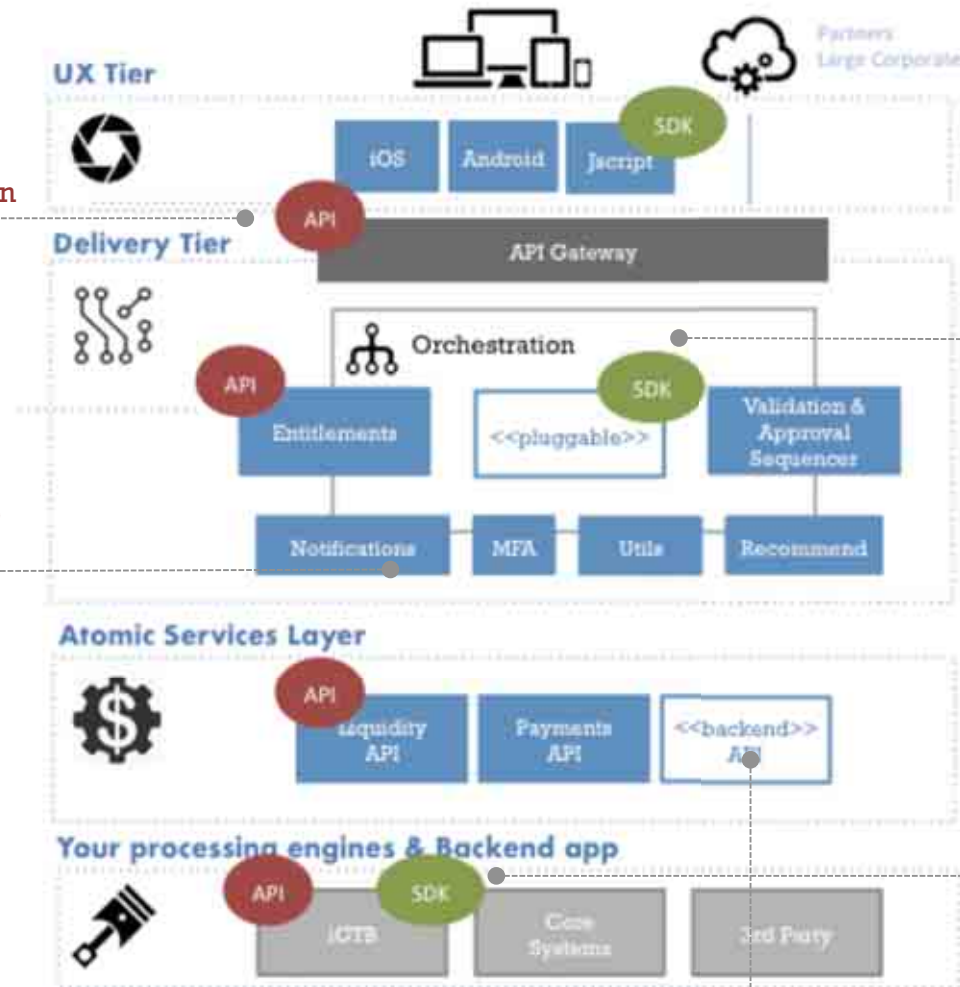 Partners
Large Corporate
UX Tier
SDK
iOS
Android
Jscript
n
API
Delivery Tier
API Gateway
Orchestration
API
SDK
Entitlements
<<pluggable>>
Validation &
Approval
Sequencer
Notifications
MFA
Utils
Recommend
Atomic Services Layer
API
Liquidity
API
Payments
API
<<backend>>
API
Your processing engines & Backend app
API
SDK
iGTB
Core
Systems
3rd Party